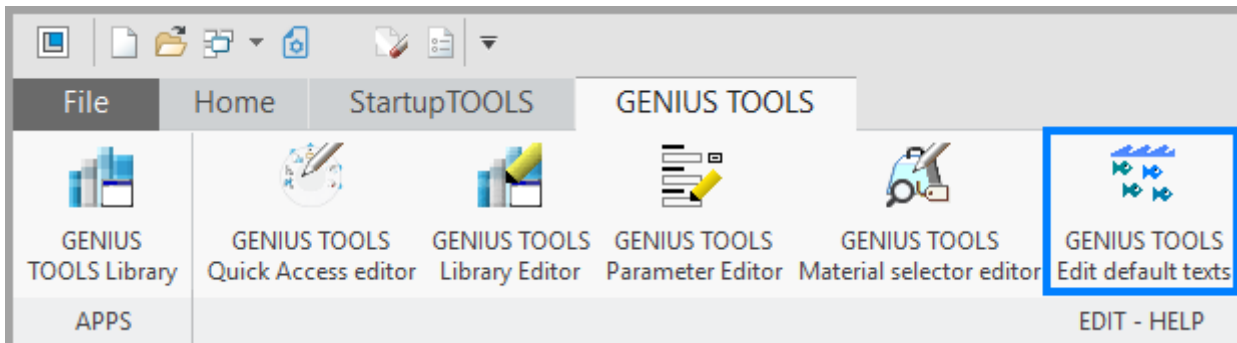 File Home StartupTOOLS GENIUS TOOLS
GENIUS
TOOLS Library
GENIUS TOOLS
Quick Access editor
GENIUS TOOLS
Library Editor
GENIUS TOOLS
Parameter Editor
GENIUS TOOLS
Material selector editor
GENIUS TOOLS
Edit default texts
APPS
EDIT - HELP